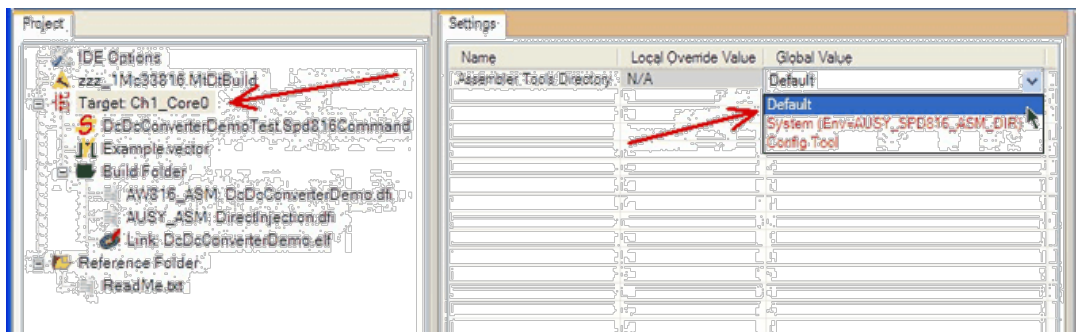 Project
IDE Options
zzz_1Mc33816.MtDtBuild
Target: Ch1_Core0
DcDcConverterDemoTest.Spd816Command
Example.vector
Build Folder
AW816_ASM: DcDcConverterDemo.dfi
AUSY_ASM: DirectInjection.dfi
Link: DcDcConverterDemo.elf
Reference Folder
ReadMe.txt
Settings
Name Local Override Value Global Value
Assembler Tools Directory N/A Default
Default
System (Env=AUSY_SPD816_ASM_DIR)
Config Tool